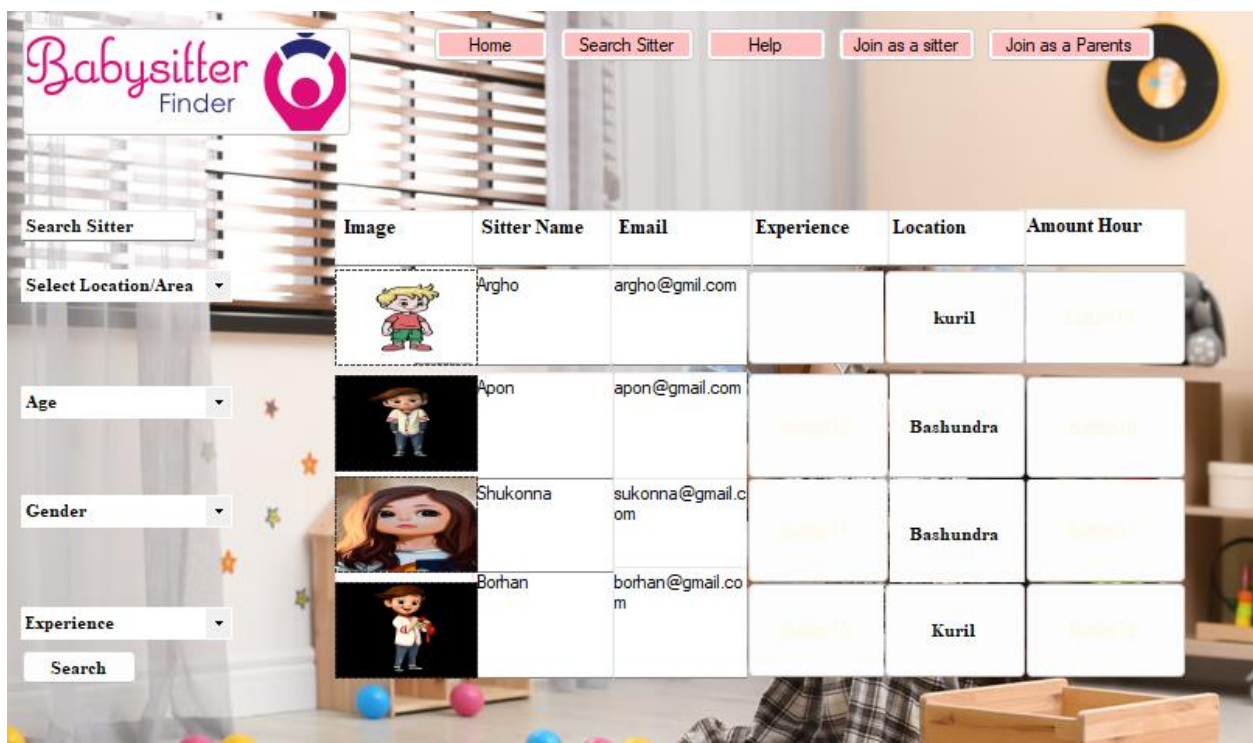 Babysitter
Finder
Home Search Sitter Help Join as a sitter Join as a Parents
Search Sitter
Select Location/Area
Age
Gender
Experience
Search
Image Sitter Name Email Experience Location Amount Hour
Argho argho@gmil.com kuril
Apon apon@gmail.com Bashundra
Shukonna sukonna@gmail.c Bashundra
om
Borhan borhan@gmail.co Kuril
m